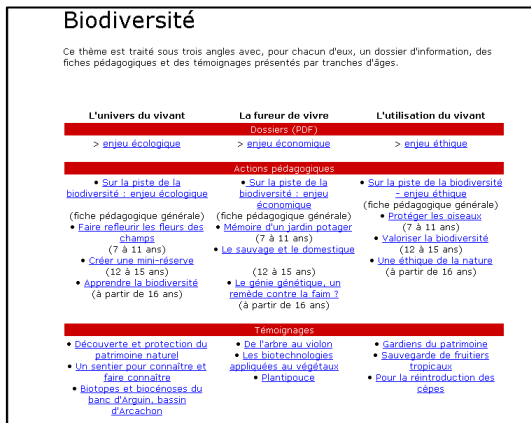 Biodiversité
Ce thème est traité sous trois angles avec, pour chacun d'eux, un dossier d'information, des
fiches pédagogiques et des témoignages présentés par tranches d'âges.
L'univers du vivant
La fureur de vivre
L'utilisation du vivant
Dossiers (PDF)
> enjeu écologique
> enjeu économique
> enjeu éthique
Actions pédagogiques
• Sur la piste de la
biodiversité : enjeu écologique
(fiche pédagogique générale)
• Faire refleurir les fleurs des
champs
(7 à 11 ans)
• Créer une mini-réserve
(12 à 15 ans)
• Apprendre la biodiversité
(à partir de 16 ans)
• Sur la piste de la
biodiversité : enjeu
économique
(fiche pédagogique générale)
• Mémoire d'un jardin potager
(7 à 11 ans)
• Le sauvage et le domestique
(12 à 15 ans)
• Le génie génétique, un
remède contre la faim ?
(à partir de 16 ans)
• Sur la piste de la biodiversité
- enjeu éthique
(fiche pédagogique générale)
• Protéger les oiseaux
(7 à 11 ans)
• Valoriser la biodiversité
(12 à 15 ans)
• Une éthique de la nature
(à partir de 16 ans)
Témoignages
• Découverte et protection du
patrimoine naturel
• Un sentier pour connaître et
faire connaître
• Biotopes et biocénoses du
banc d'Arguin, bassin
d'Arcachon
• De l'arbre au violon
• Les biotechnologies
appliquées au végétaux
• Plantipouce
• Gardiens du patrimoine
• Sauvegarde de fruitiers
tropicaux
• Pour la réintroduction des
cèpes